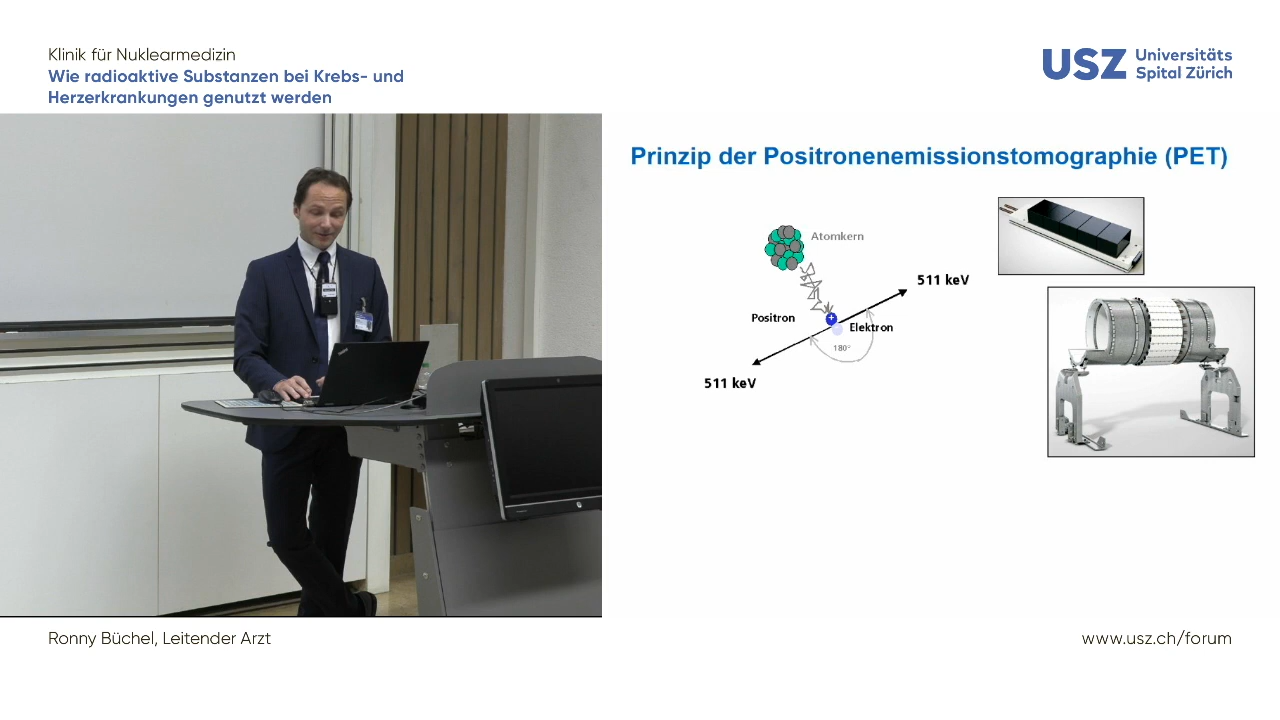 Klinik für Nuklearmedizin
Wie radioaktive Substanzen bei Krebs- und
Herzerkrankungen genutzt werden
USZ Universitäts
Spital Zürich
Prinzip der Positronenemissionstomographie (PET)
Atomkern
511 keV
Positron
+
Elektron
180°
511 keV
Ronny Büchel, Leitender Arzt
www.usz.ch/forum